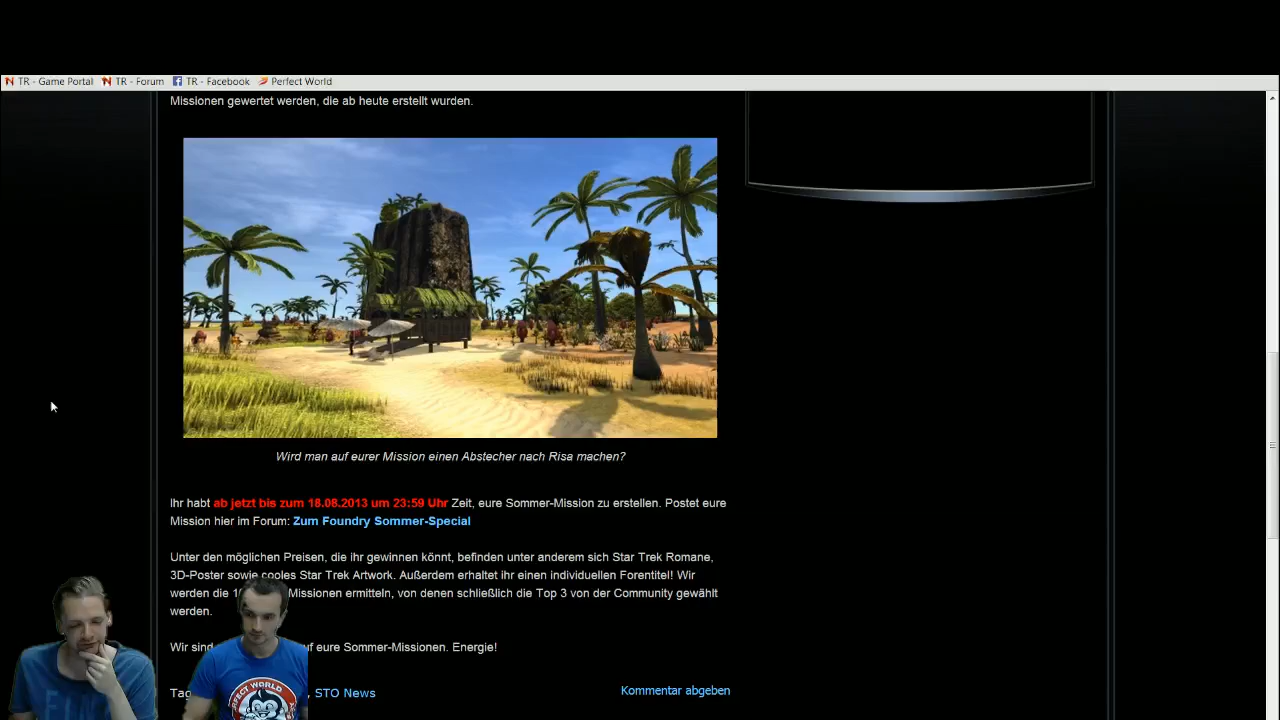 TR - Game Portal TR - Forum TR - Facebook Perfect World
Missionen gewertet werden, die ab heute erstellt wurden.
Wird man auf eurer Mission einen Abstecher nach Risa machen?
Ihr habt ab jetzt bis zum 18.08.2013 um 23:59 Uhr Zeit, eure Sommer-Mission zu erstellen. Postet eure
Mission hier im Forum: Zum Foundry Sommer-Special
Unter den möglichen Preisen, die ihr gewinnen könnt, befinden unter anderem sich Star Trek Romane,
3D-Poster sowie cooles Star Trek Artwork. Außerdem erhaltet ihr einen individuellen Forentitel! Wir
werden die Missionen ermitteln, von denen schließlich die Top 3 von der Community gewählt
werden.
Wir sind eure Sommer-Missionen. Energie!
, STO News
Kommentar abgeben
WORLD